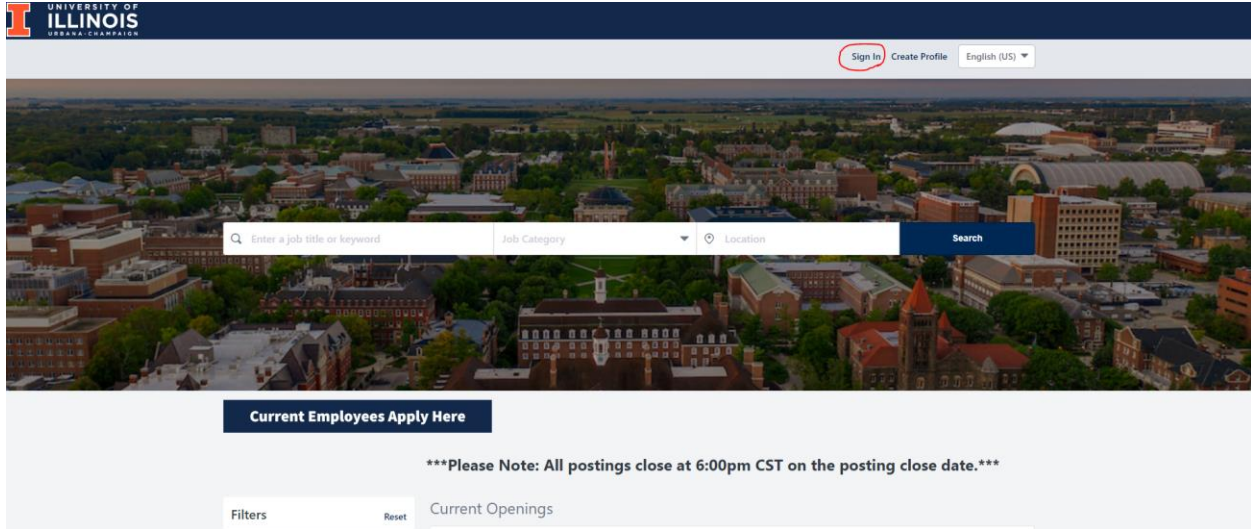 UNIVERSITY OF
ILLINOIS
URBANA-CHAMPAIGN
Sign In Create Profile English (US)
Enter a job title or keyword Job Category Location Search
Current Employees Apply Here
***Please Note: All postings close at 6:00pm CST on the posting close date.***
Filters Reset Current Openings